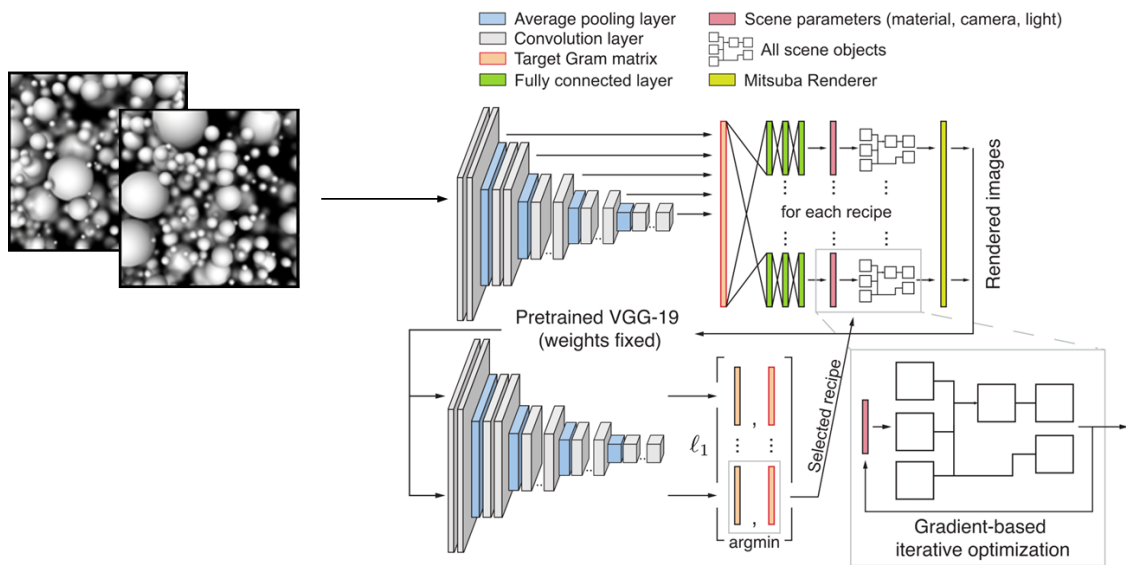 Average pooling layer
Convolution layer
Target Gram matrix
Fully connected layer
Scene parameters (material, camera, light)
All scene objects
Mitsuba Renderer
for each recipe
Rendered images
Pretrained VGG-19
(weights fixed)
Selected recipe
ℓ1
,
,
argmin
Gradient-based
iterative optimization